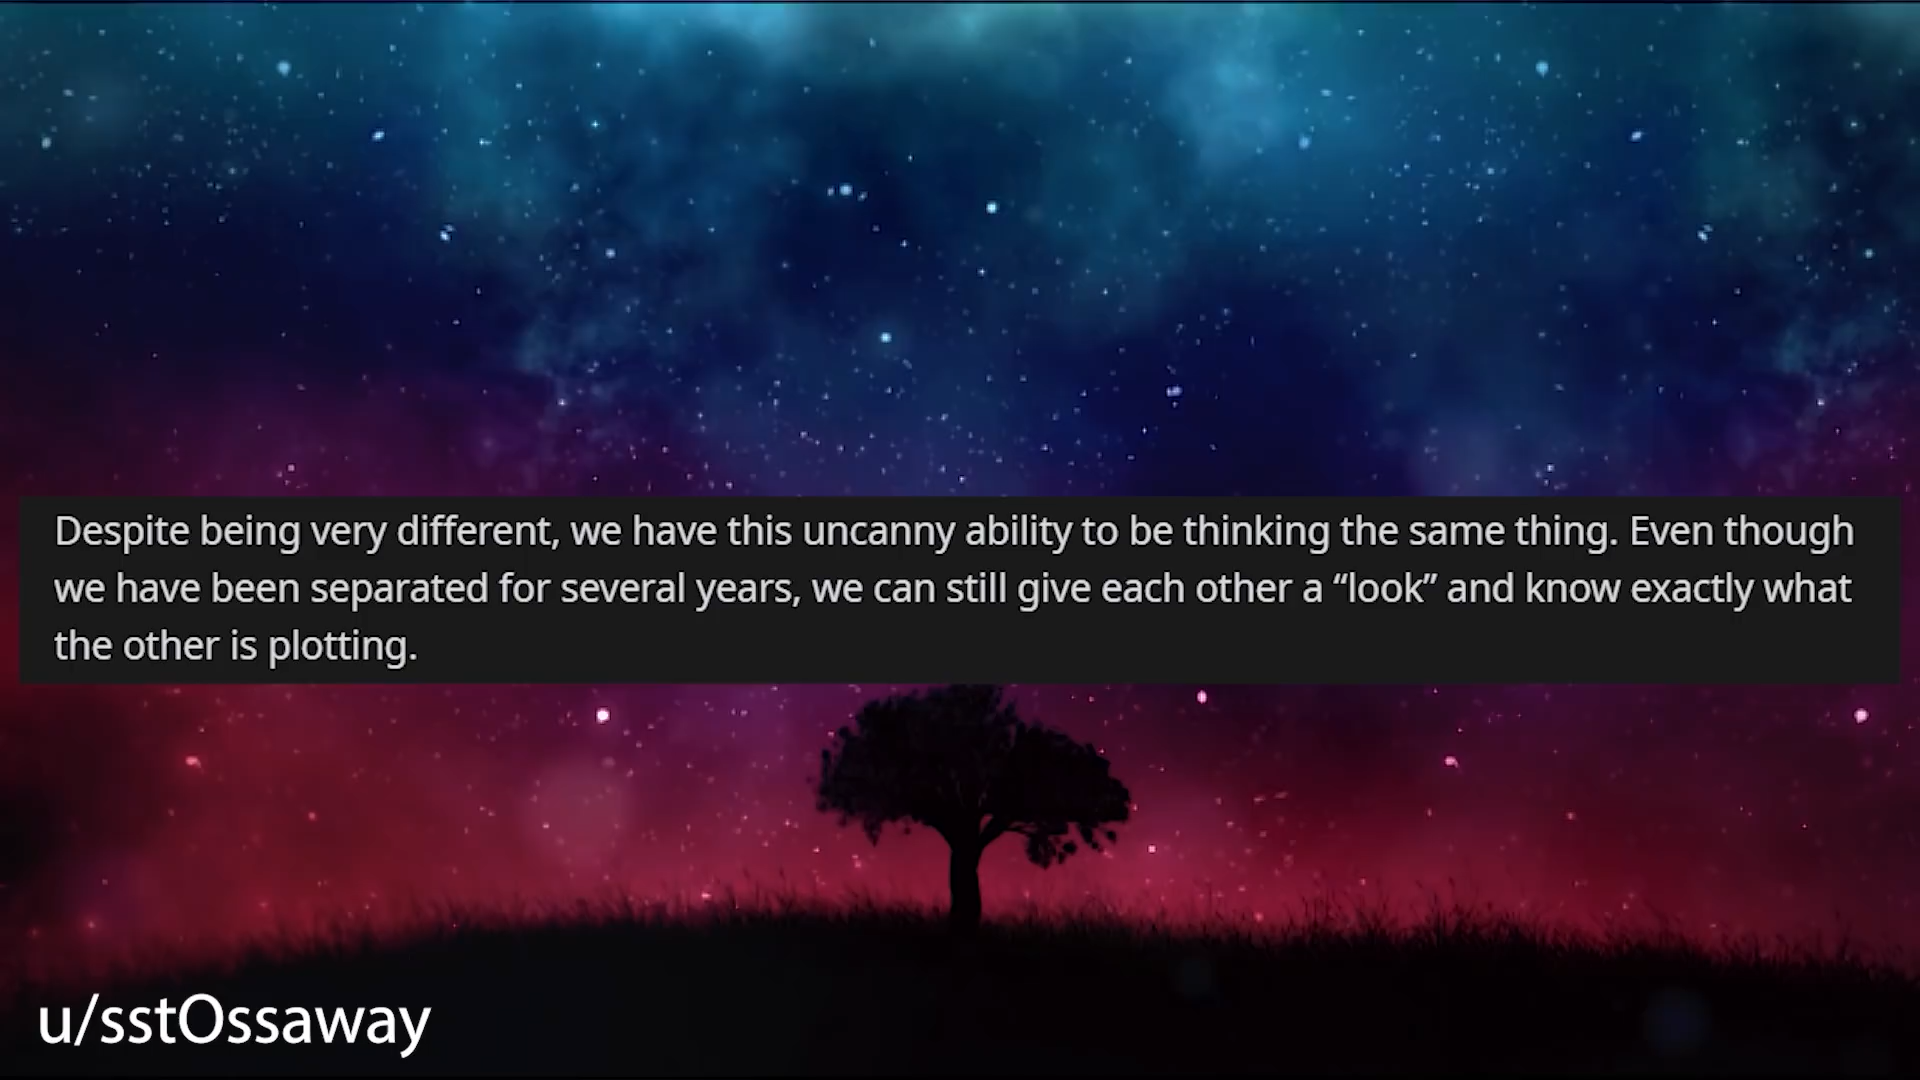 Despite being very different, we have this uncanny ability to be thinking the same thing. Even though
we have been separated for several years, we can still give each other a “look” and know exactly what
the other is plotting.
u/sstOssaway